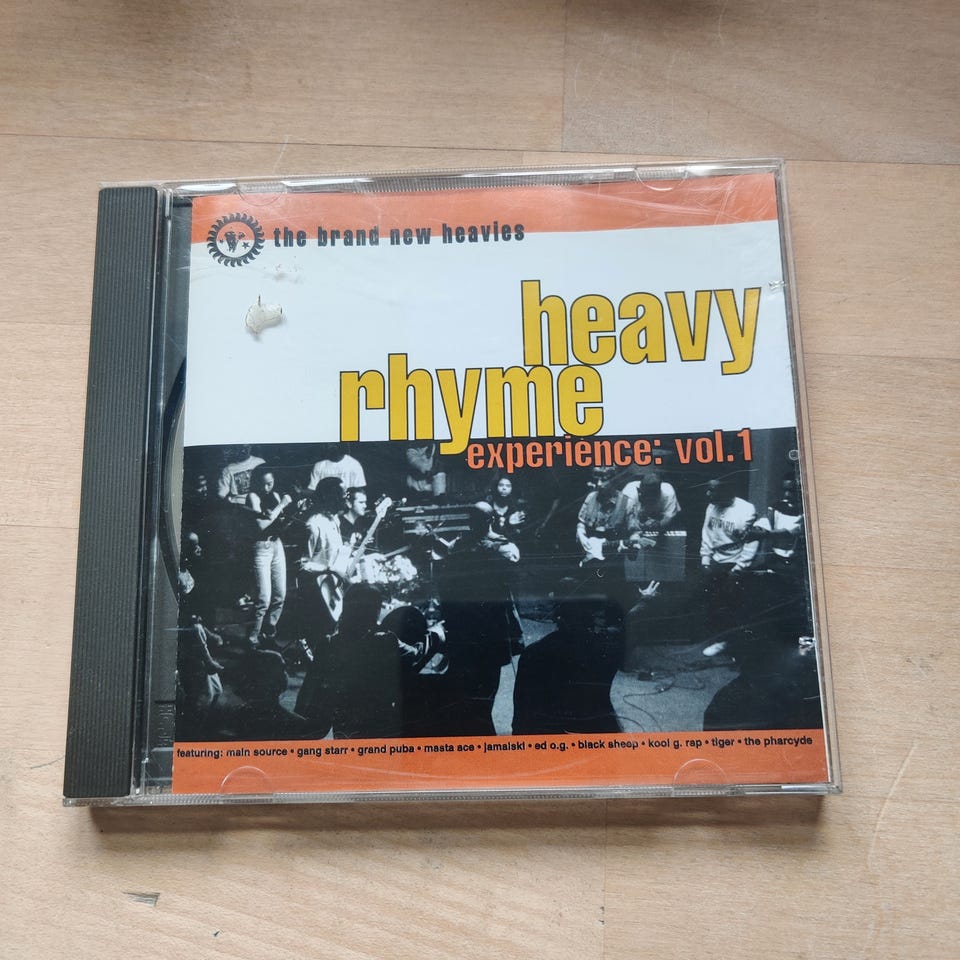 the brand new heavies
heavy
rhyme
experience: vol.1
featuring: main source • gang starr • grand puba • masta ace • jamalski • ed o.g. • black sheep • kool g. rap • tiger • the pharcyde